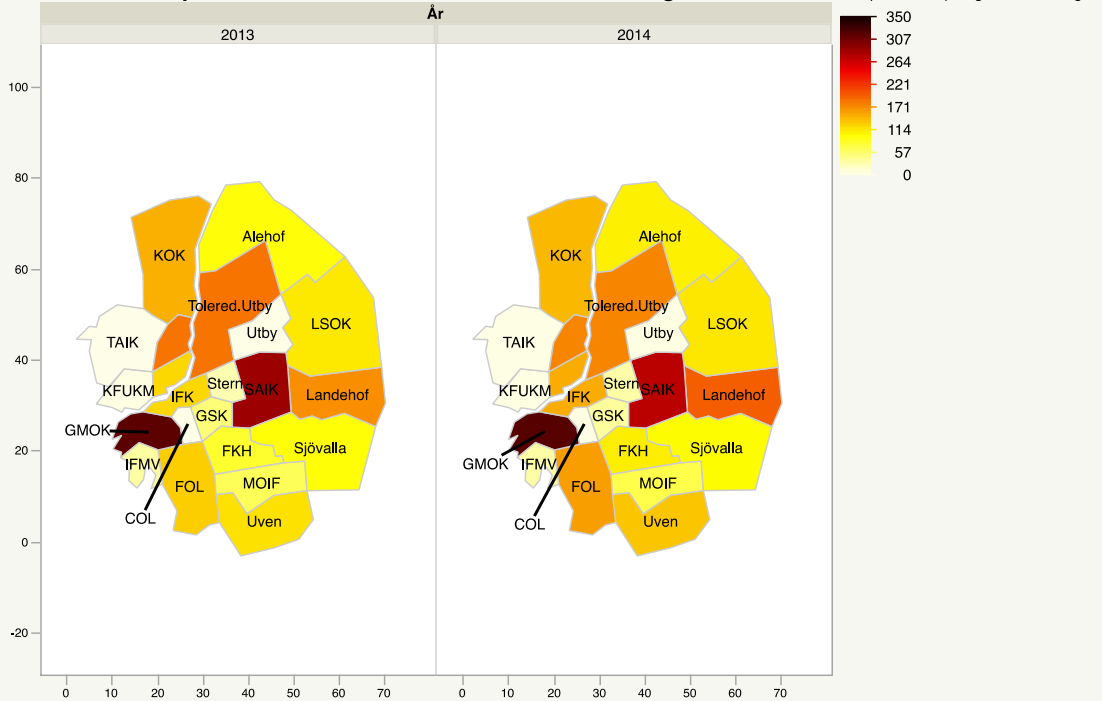 År
2013 2014
350
307
264
221
171
114
57
0
100
80
60
40
20
0
-20
Alehof
KOK
Tolered.Utby
LSOK
Utby
TAIK
KFUKM
IFK
Stern
SAIK
Landehof
GSK
GMOK
IFMV
FKH
Sjövalla
FOL
MOIF
COL
Uven
Alehof
KOK
Tolered.Utby
LSOK
Utby
TAIK
KFUKM
IFK
Stern
SAIK
Landehof
GSK
GMOK
IFMV
FKH
Sjövalla
FOL
MOIF
COL
Uven
0 10 20 30 40 50 60 70
0 10 20 30 40 50 60 70